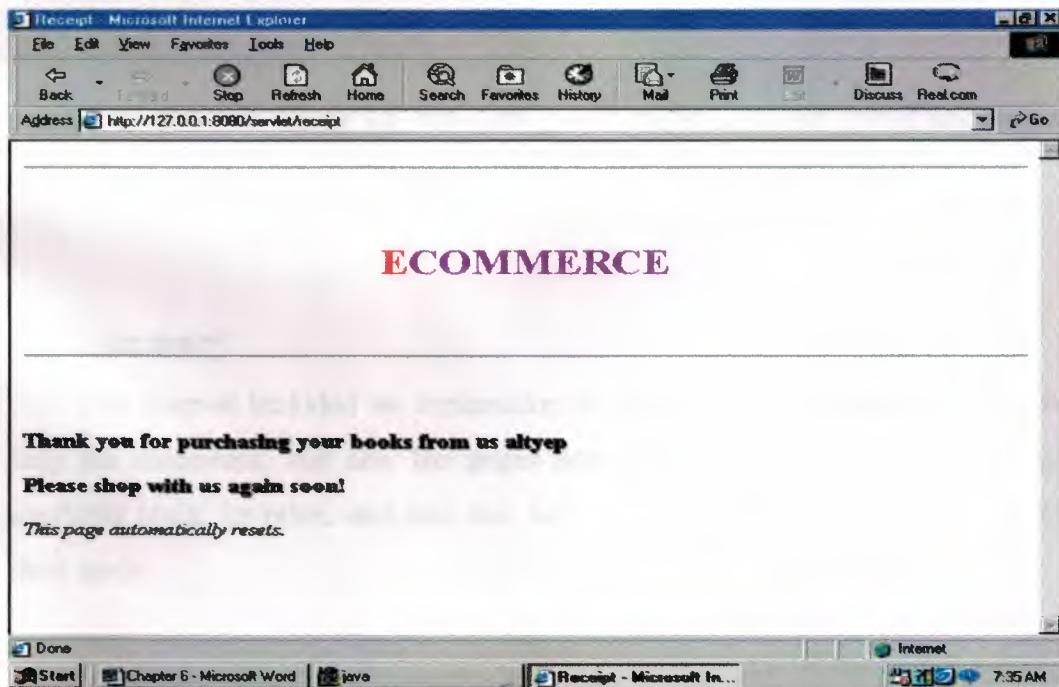 Receipt - Microsoft Internet Explorer
File Edit View Favorites Tools Help
Back Forward Stop Refresh Home Search Favorites History Mail Print Edit Discuss Real.com
Address http://127.0.0.1:8080/servlet/receipt Go
ECOMMERCE
Thank you for purchasing your books from us altyep
Please shop with us again soon!
This page automatically resets.
Done Internet
Start Chapter 6 - Microsoft Word java Receipt - Microsoft In... 7:35 AM